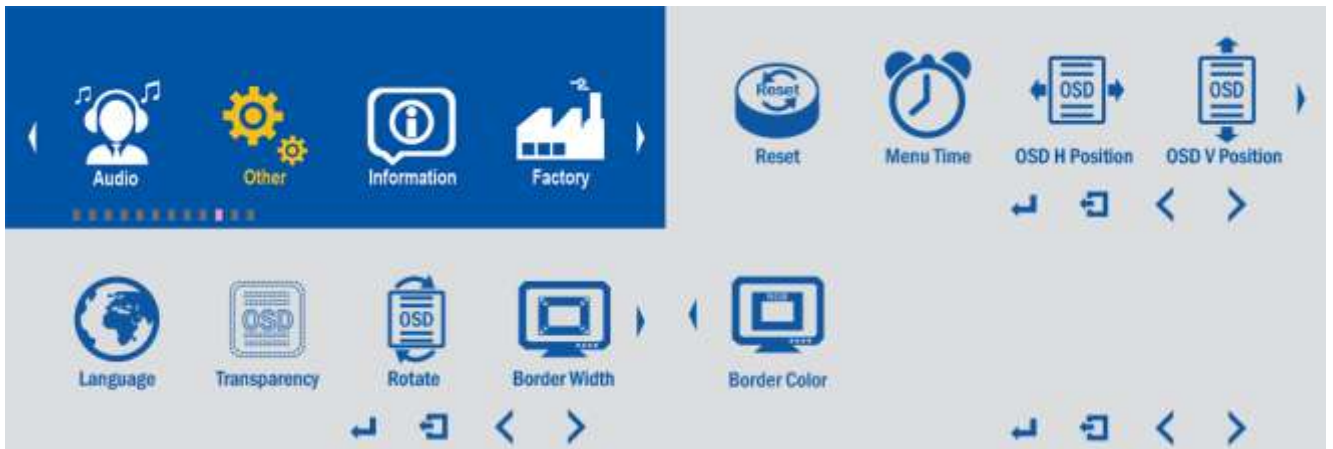 Audio
Other
Information
Factory
Reset
Reset
Menu Time
OSD
OSD H Position
OSD
OSD V Position
Language
OSD
Transparency
OSD
Rotate
Border Width
Border Color